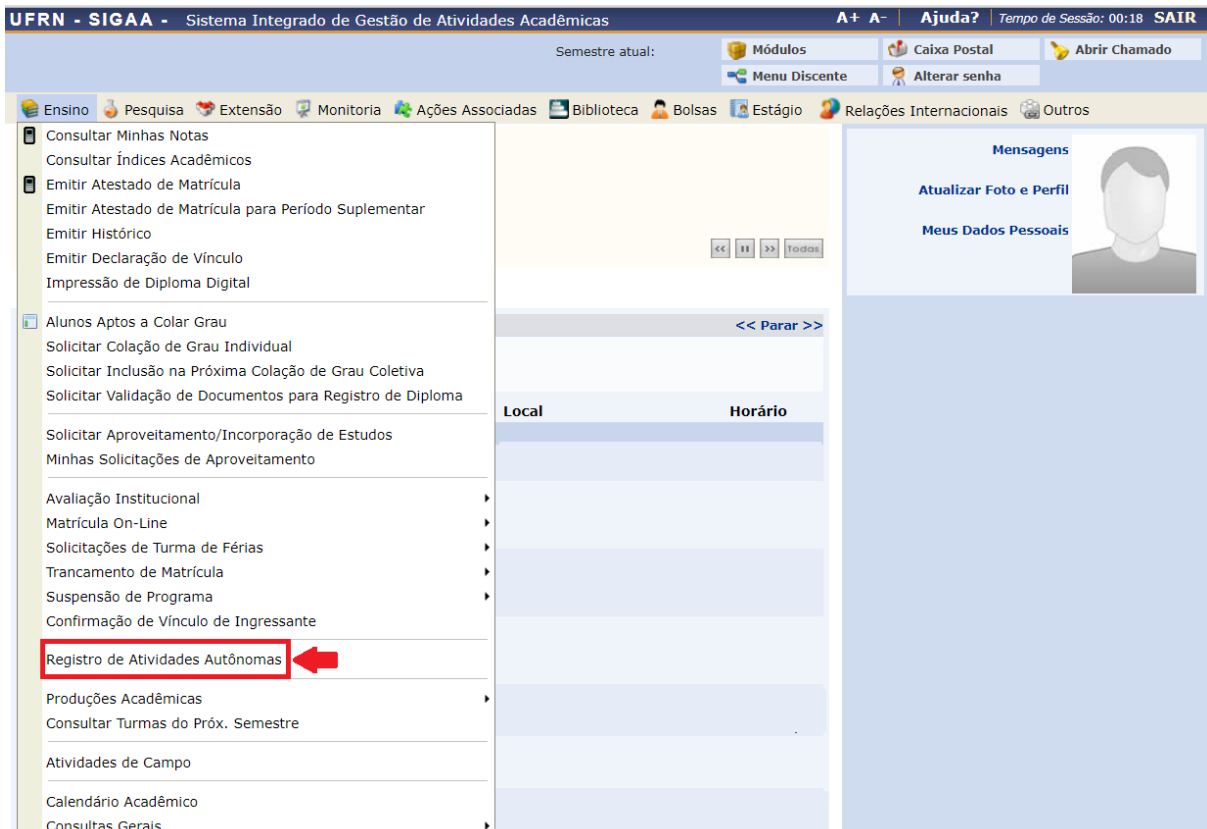 UFRN - SIGAA - Sistema Integrado de Gestão de Atividades Acadêmicas A+ A- | Ajuda? | Tempo de Sessão: 00:18 SAIR
Semestre atual: Módulos Caixa Postal Abrir Chamado
Menu Discente Alterar senha
Ensino Pesquisa Extensão Monitoria Ações Associadas Biblioteca Bolsas Estágio Relações Internacionais Outros
Consultar Minhas Notas
Consultar Índices Acadêmicos
Emitir Atestado de Matrícula
Emitir Atestado de Matrícula para Período Suplementar
Emitir Histórico
Emitir Declaração de Vínculo
Impressão de Diploma Digital
Alunos Aptos a Colar Grau
Solicitar Colação de Grau Individual
Solicitar Inclusão na Próxima Colação de Grau Coletiva
Solicitar Validação de Documentos para Registro de Diploma
Solicitar Aproveitamento/Incorporação de Estudos
Minhas Solicitações de Aproveitamento
Avaliação Institucional
Matrícula On-Line
Solicitações de Turma de Férias
Trancamento de Matrícula
Suspensão de Programa
Confirmação de Vínculo de Ingressante
Registro de Atividades Autônomas
Produções Acadêmicas
Consultar Turmas do Próx. Semestre
Atividades de Campo
Calendário Acadêmico
Consultas Gerais
<< II >> Todas
<< Parar >>
Local Horário
Mensagens
Atualizar Foto e Perfil
Meus Dados Pessoais